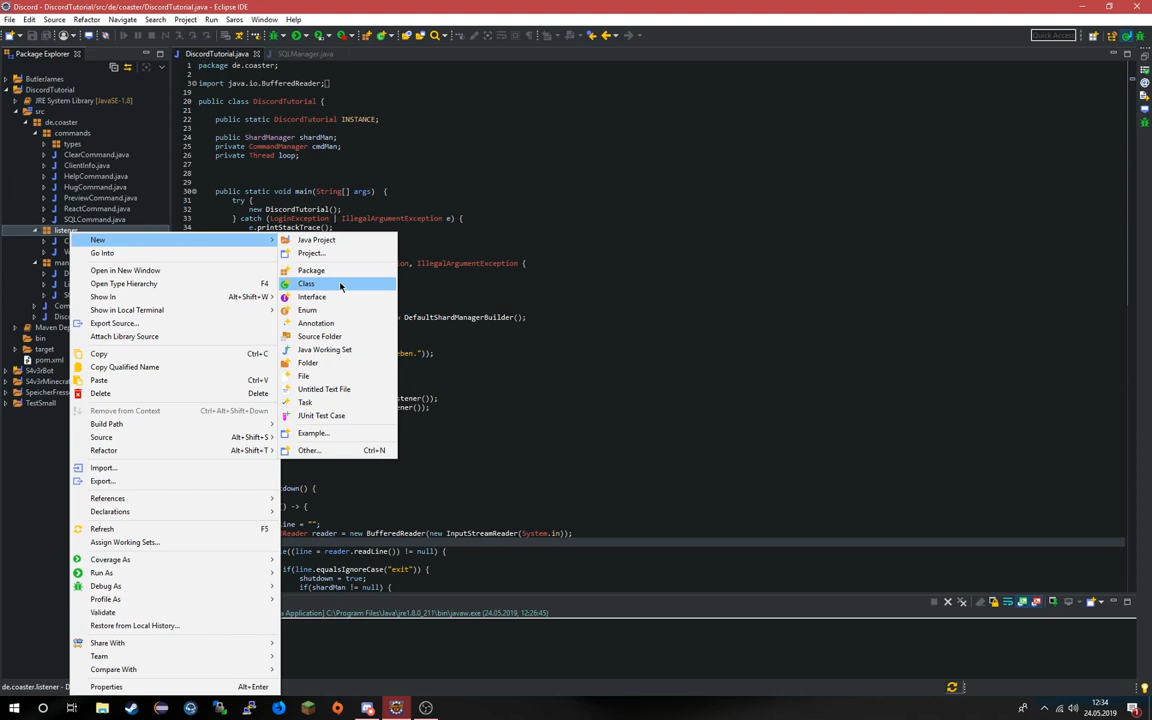 Discord - DiscordTutorial/src/de/coaster/DiscordTutorial.java - Eclipse IDE
File Edit Source Refactor Navigate Search Project Run Saros Window Help
Quick Access
Package Explorer
DiscordTutorial.java
SQLManager.java
ButlerJames
DiscordTutorial
JRE System Library [JavaSE-1.8]
src
de.coaster
commands
types
ClearCommand.java
ClientInfo.java
HelpCommand.java
HugCommand.java
PreviewCommand.java
ReactCommand.java
SQLCommand.java
listener
Maven Dep
bin
target
pom.xml
S4v3rBot
S4v3rMinecra
SpeicherFress
TestSmall
1 package de.coaster;
2
3 import java.io.BufferedReader;
19
20 public class DiscordTutorial {
21
22 public static DiscordTutorial INSTANCE;
23
24 public ShardManager shardMan;
25 private CommandManager cmdMan;
26 private Thread loop;
27
28
29
30 public static void main(String[] args) {
31 try {
32 new DiscordTutorial();
33 } catch (LoginException | IllegalArgumentException e) {
34 e.printStackTrace();
, IllegalArgumentException {
DefaultShardManagerBuilder();
eben."));
stener());
ener());
down() {
() -> {
line = "";
Reader reader = new BufferedReader(new InputStreamReader(System.in));
le((line = reader.readLine()) != null) {
if(line.equalsIgnoreCase("exit")) {
shutdown = true;
if(shardMan != null) {
New
Go Into
Open in New Window
Open Type Hierarchy F4
Show In Alt+Shift+W
Show in Local Terminal
Export Source...
Attach Library Source
Copy Ctrl+C
Copy Qualified Name
Paste Ctrl+V
Delete Delete
Remove from Context Ctrl+Alt+Shift+Down
Build Path
Source Alt+Shift+S
Refactor Alt+Shift+T
Import...
Export...
References
Declarations
Refresh F5
Assign Working Sets...
Coverage As
Run As
Debug As
Profile As
Validate
Restore from Local History...
Share With
Team
Compare With
Properties Alt+Enter
Java Project
Project...
Package
Class
Interface
Enum
Annotation
Source Folder
Java Working Set
Folder
File
Untitled Text File
Task
JUnit Test Case
Example...
Other... Ctrl+N
a Application] C:\Program Files\Java\jre1.8.0_211\bin\javaw.exe (24.05.2019, 12:26:45)
de.coaster.listener - D
12:34
24.05.2019